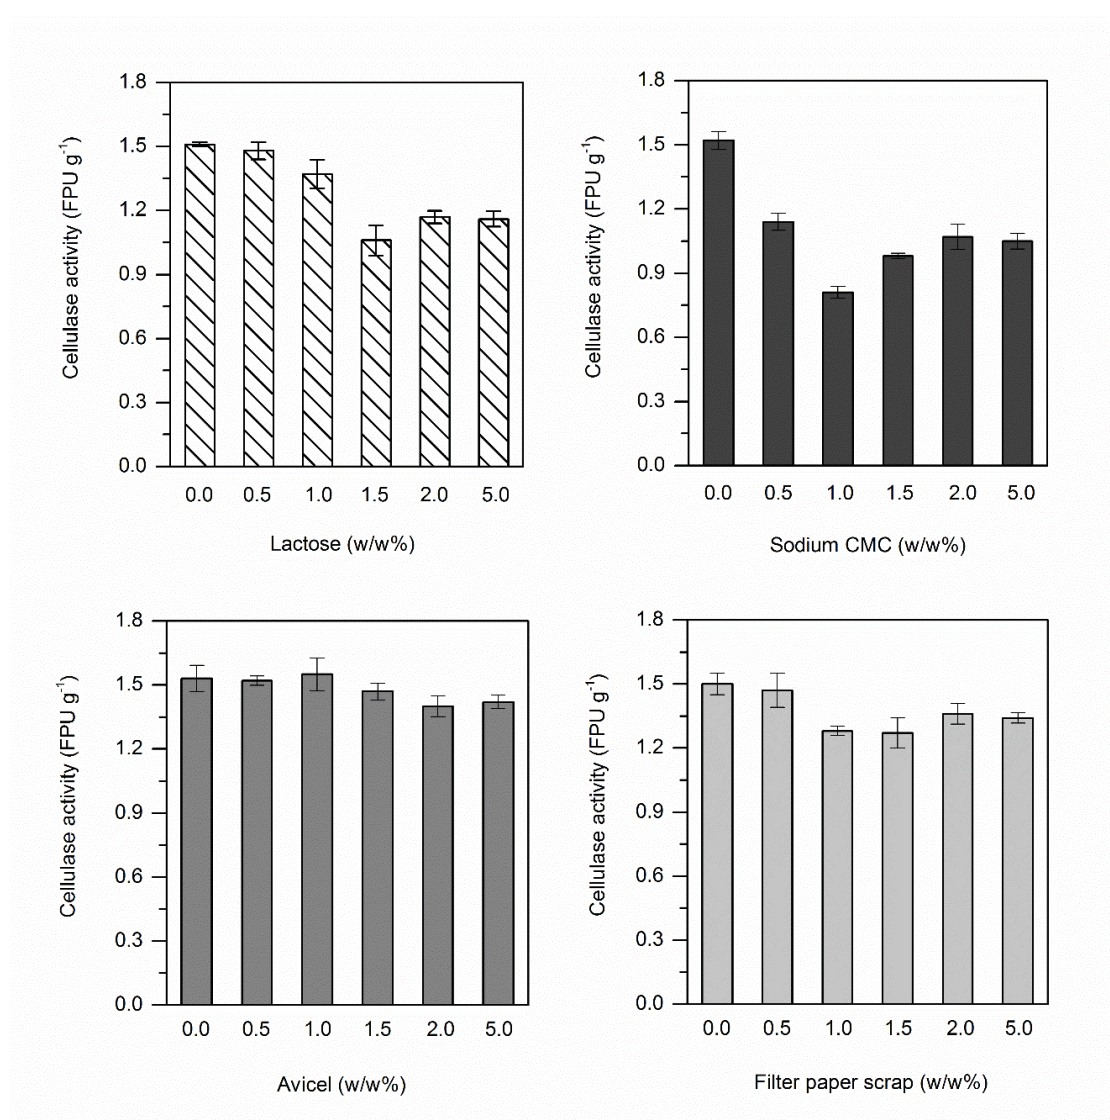 1.8
1.5
1.2
0.9
0.6
0.3
0.0
Cellulase activity (FPU g⁻¹)
0.0 0.5 1.0 1.5 2.0 5.0
Lactose (w/w%)
1.8
1.5
1.2
0.9
0.6
0.3
0.0
Cellulase activity (FPU g⁻¹)
0.0 0.5 1.0 1.5 2.0 5.0
Sodium CMC (w/w%)
1.8
1.5
1.2
0.9
0.6
0.3
0.0
Cellulase activity (FPU g⁻¹)
0.0 0.5 1.0 1.5 2.0 5.0
Avicel (w/w%)
1.8
1.5
1.2
0.9
0.6
0.3
0.0
Cellulase activity (FPU g⁻¹)
0.0 0.5 1.0 1.5 2.0 5.0
Filter paper scrap (w/w%)